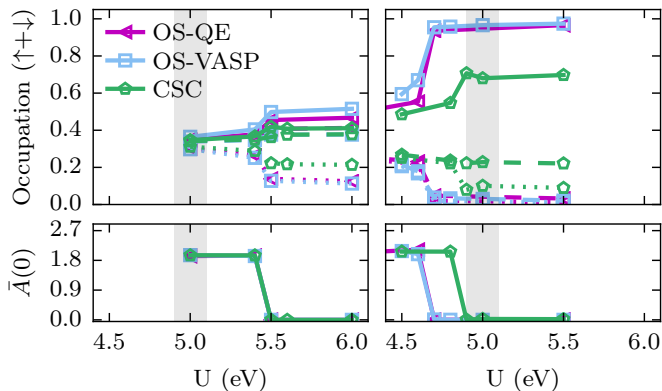 Occupation (↑+↓)
1.0
0.8
0.6
0.4
0.2
0.0
OS-QE
OS-VASP
CSC
Ā(0)
2.7
1.8
0.9
0.0
4.5 5.0 5.5 6.0
4.5 5.0 5.5 6.0
U (eV)
U (eV)